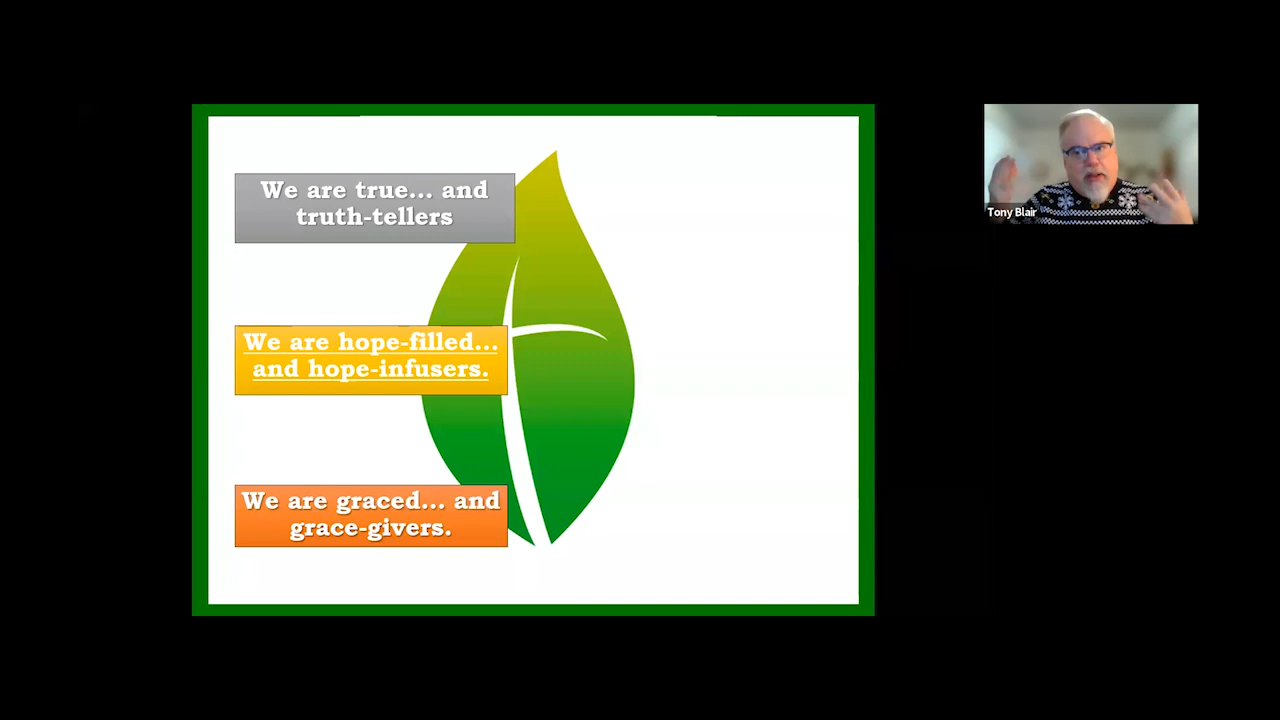 We are true... and
truth-tellers
We are hope-filled...
and hope-infusers.
We are graced... and
grace-givers.
Tony Blair